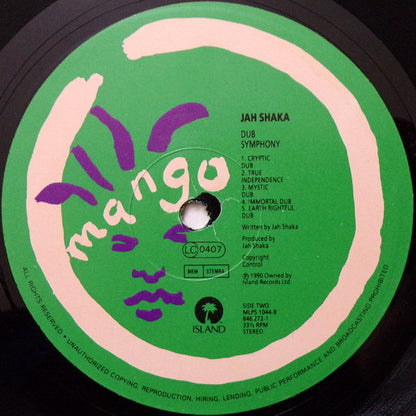 mango
JAH SHAKA
DUB
SYMPHONY
1. CRYPTIC
DUB
2. TRUE
INDEPENDENCE
3. MYSTIC
DUB
4. IMMORTAL DUB
5. EARTH RIGHTFUL
DUB
Written by Jah Shaka
Produced by
Jah Shaka
Copyright
Control
℗ 1990 Owned by
Island Records Ltd
LC 0407
MCM STEMRA
SIDE TWO
MLPS 1044-B
846 272-1
33⅓ RPM
STEREO
ISLAND
ALL RIGHTS RESERVED • UNAUTHORIZED COPYING, REPRODUCTION, HIRING, LENDING, PUBLIC PERFORMANCE AND BROADCASTING PROHIBITED